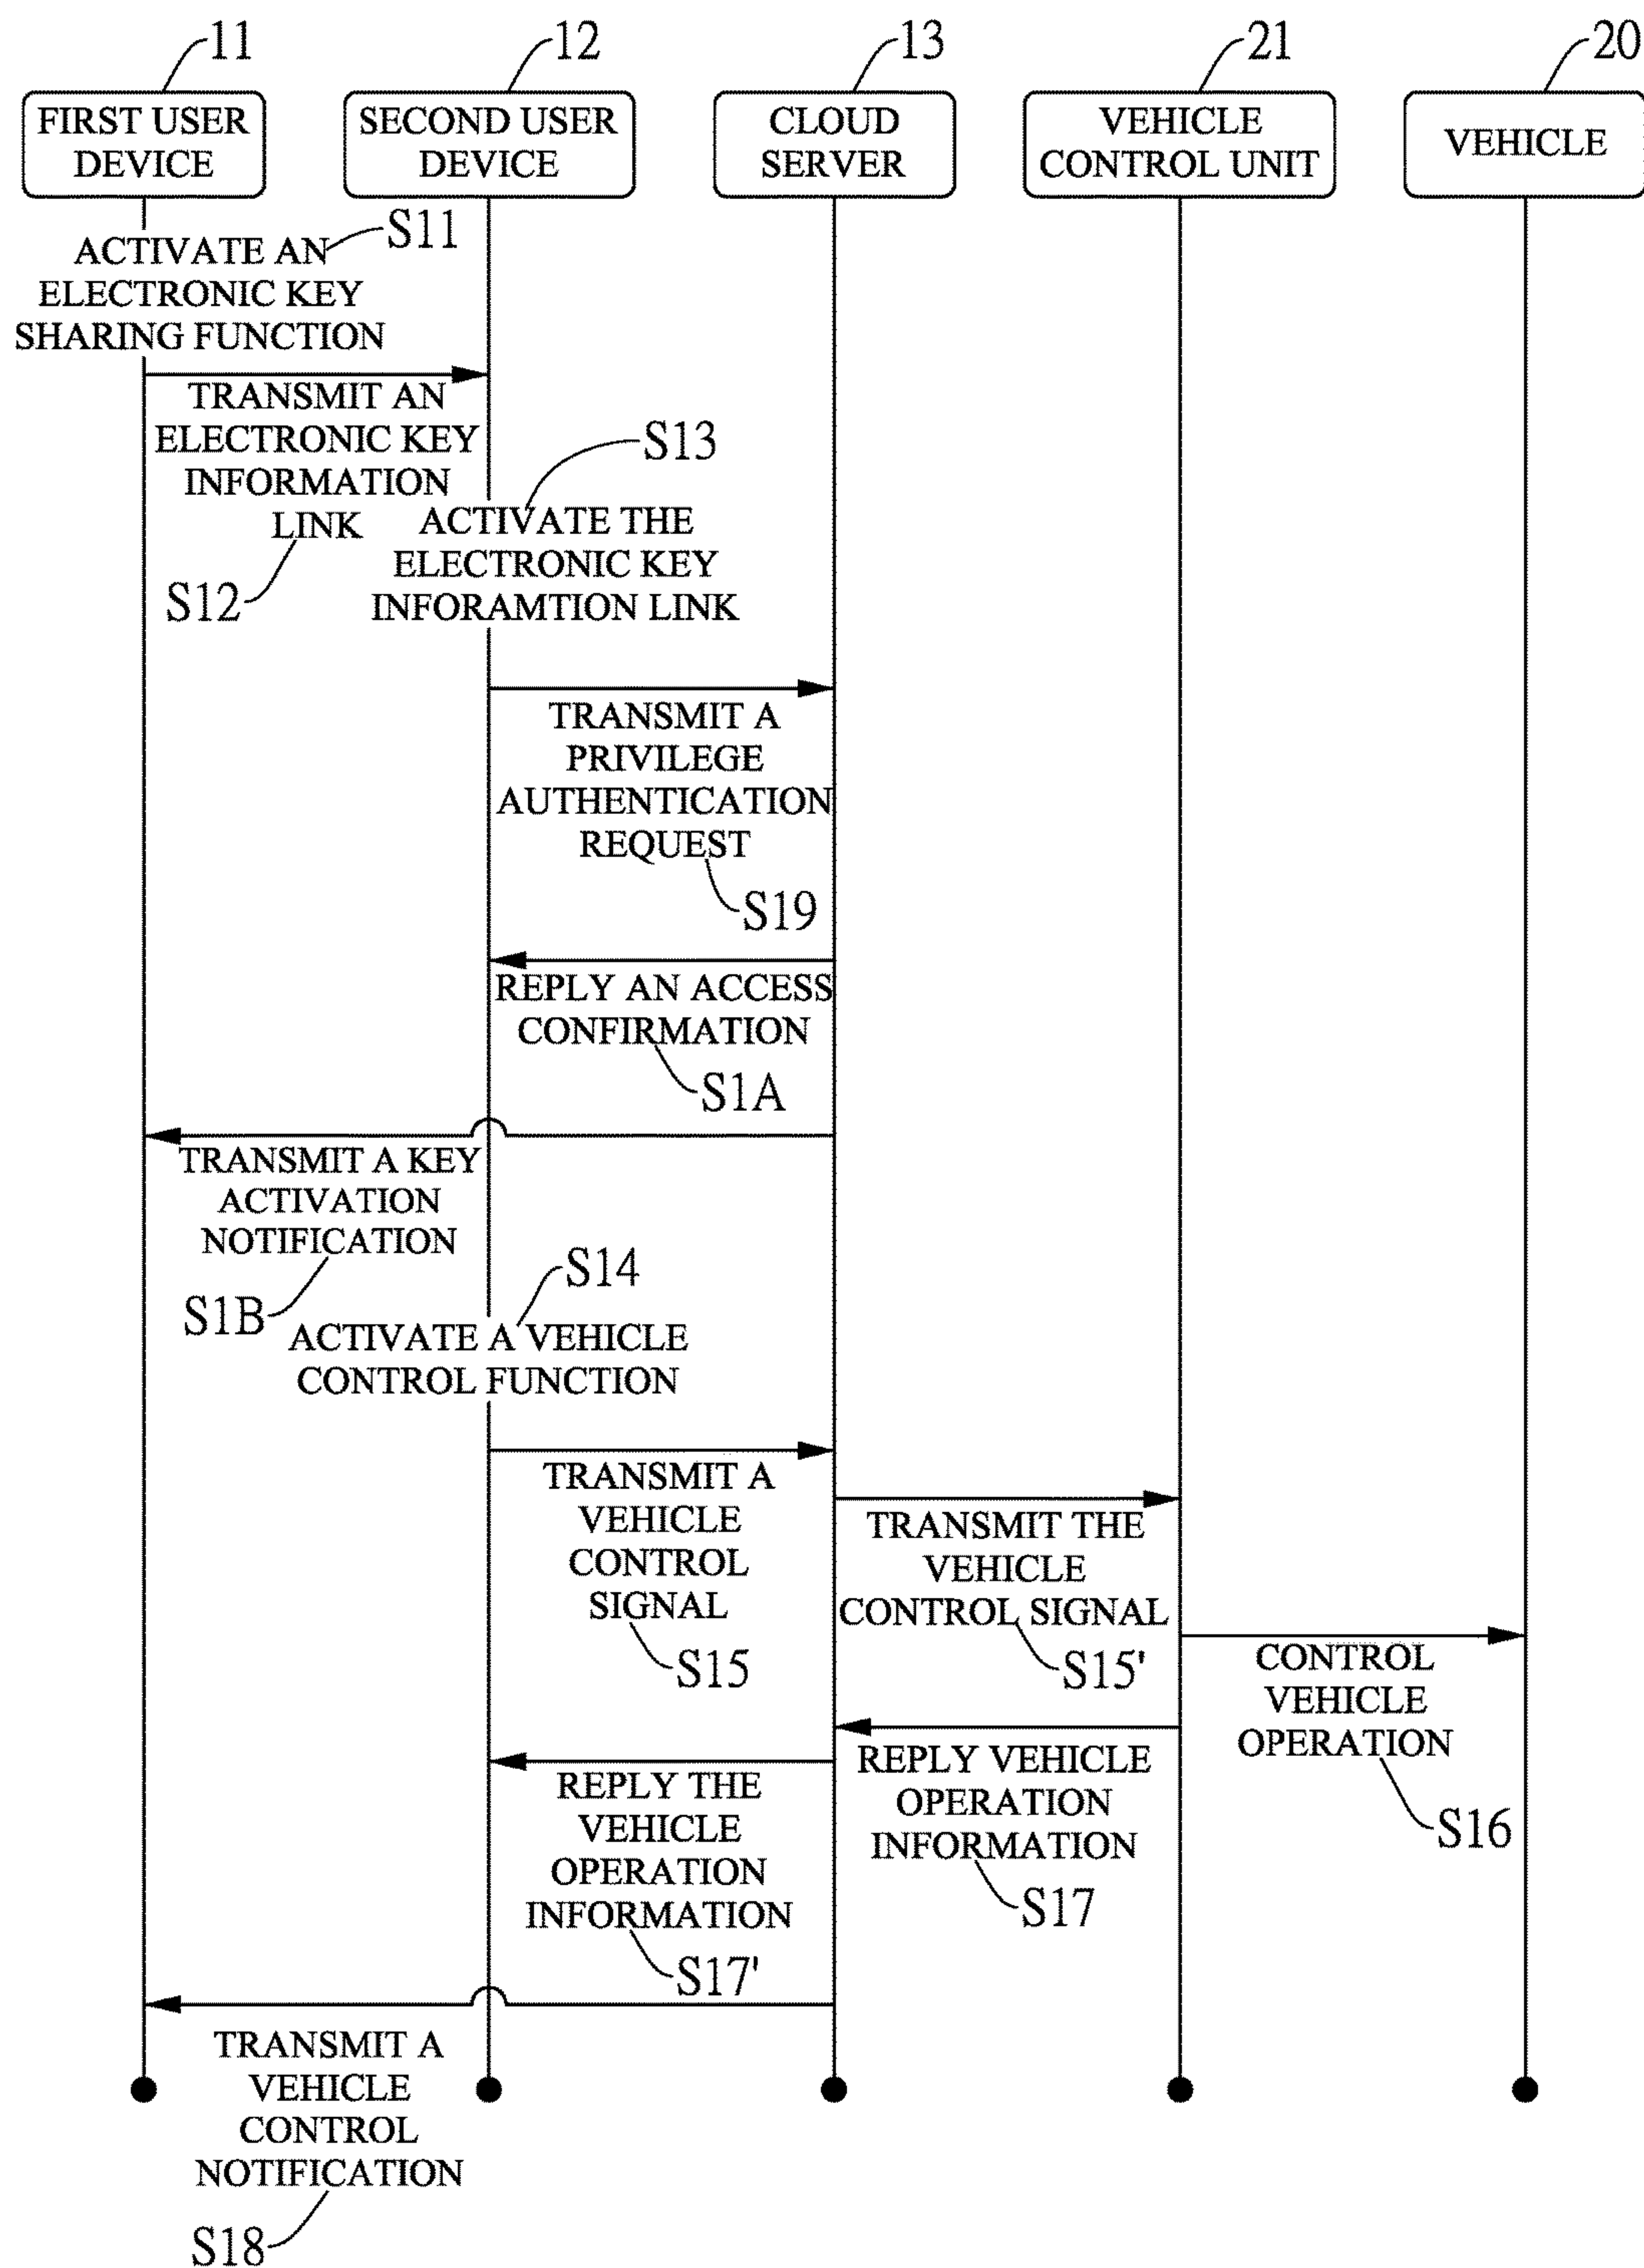 11
12
13
21
20
FIRST USER
DEVICE
SECOND USER
DEVICE
CLOUD
SERVER
VEHICLE
CONTROL UNIT
VEHICLE
S11
ACTIVATE AN
ELECTRONIC KEY
SHARING FUNCTION
TRANSMIT AN
ELECTRONIC KEY
INFORMATION
LINK
S12
S13
ACTIVATE THE
ELECTRONIC KEY
INFORAMTION LINK
TRANSMIT A
PRIVILEGE
AUTHENTICATION
REQUEST
S19
REPLY AN ACCESS
CONFIRMATION
S1A
TRANSMIT A KEY
ACTIVATION
NOTIFICATION
S1B
S14
ACTIVATE A VEHICLE
CONTROL FUNCTION
TRANSMIT A
VEHICLE
CONTROL
SIGNAL
S15
TRANSMIT THE
VEHICLE
CONTROL SIGNAL
S15'
CONTROL
VEHICLE
OPERATION
S16
REPLY VEHICLE
OPERATION
INFORMATION
S17
REPLY THE
VEHICLE
OPERATION
INFORMATION
S17'
TRANSMIT A
VEHICLE
CONTROL
NOTIFICATION
S18